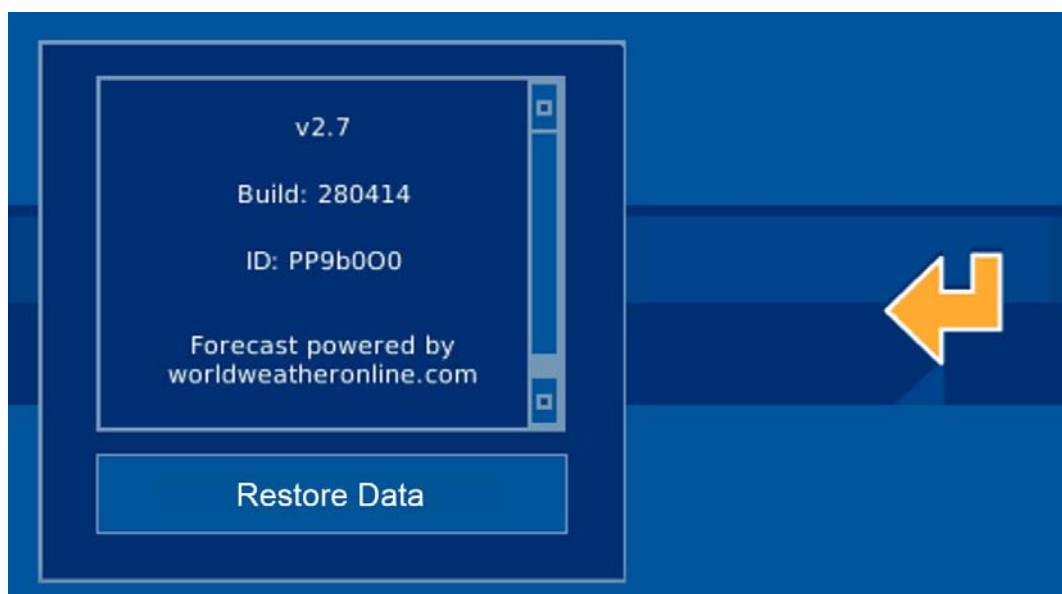 v2.7
Build: 280414
ID: PP9b0O0
Forecast powered by
worldweatheronline.com
Restore Data